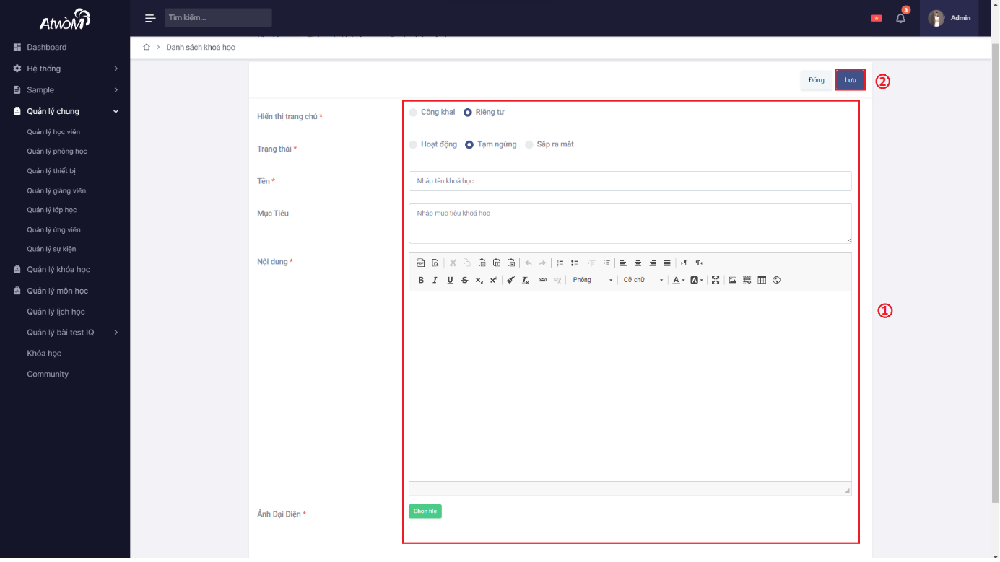 AtwòM
Tìm kiếm...
3
Admin
Dashboard
Hệ thống
Sample
Quản lý chung
Quản lý học viên
Quản lý phòng học
Quản lý thiết bị
Quản lý giảng viên
Quản lý lớp học
Quản lý ứng viên
Quản lý sự kiện
Quản lý khóa học
Quản lý môn học
Quản lý lịch học
Quản lý bài test IQ
Khóa học
Community
Danh sách khoá học
Đóng
Lưu
②
Hiển thị trang chủ *
Công khai
Riêng tư
Trạng thái *
Hoạt động
Tạm ngừng
Sắp ra mắt
Tên *
Nhập tên khoá học
Mục Tiêu
Nhập mục tiêu khoá học
Nội dung *
Phông
Cỡ chữ
①
Ảnh Đại Diện *
Chọn file